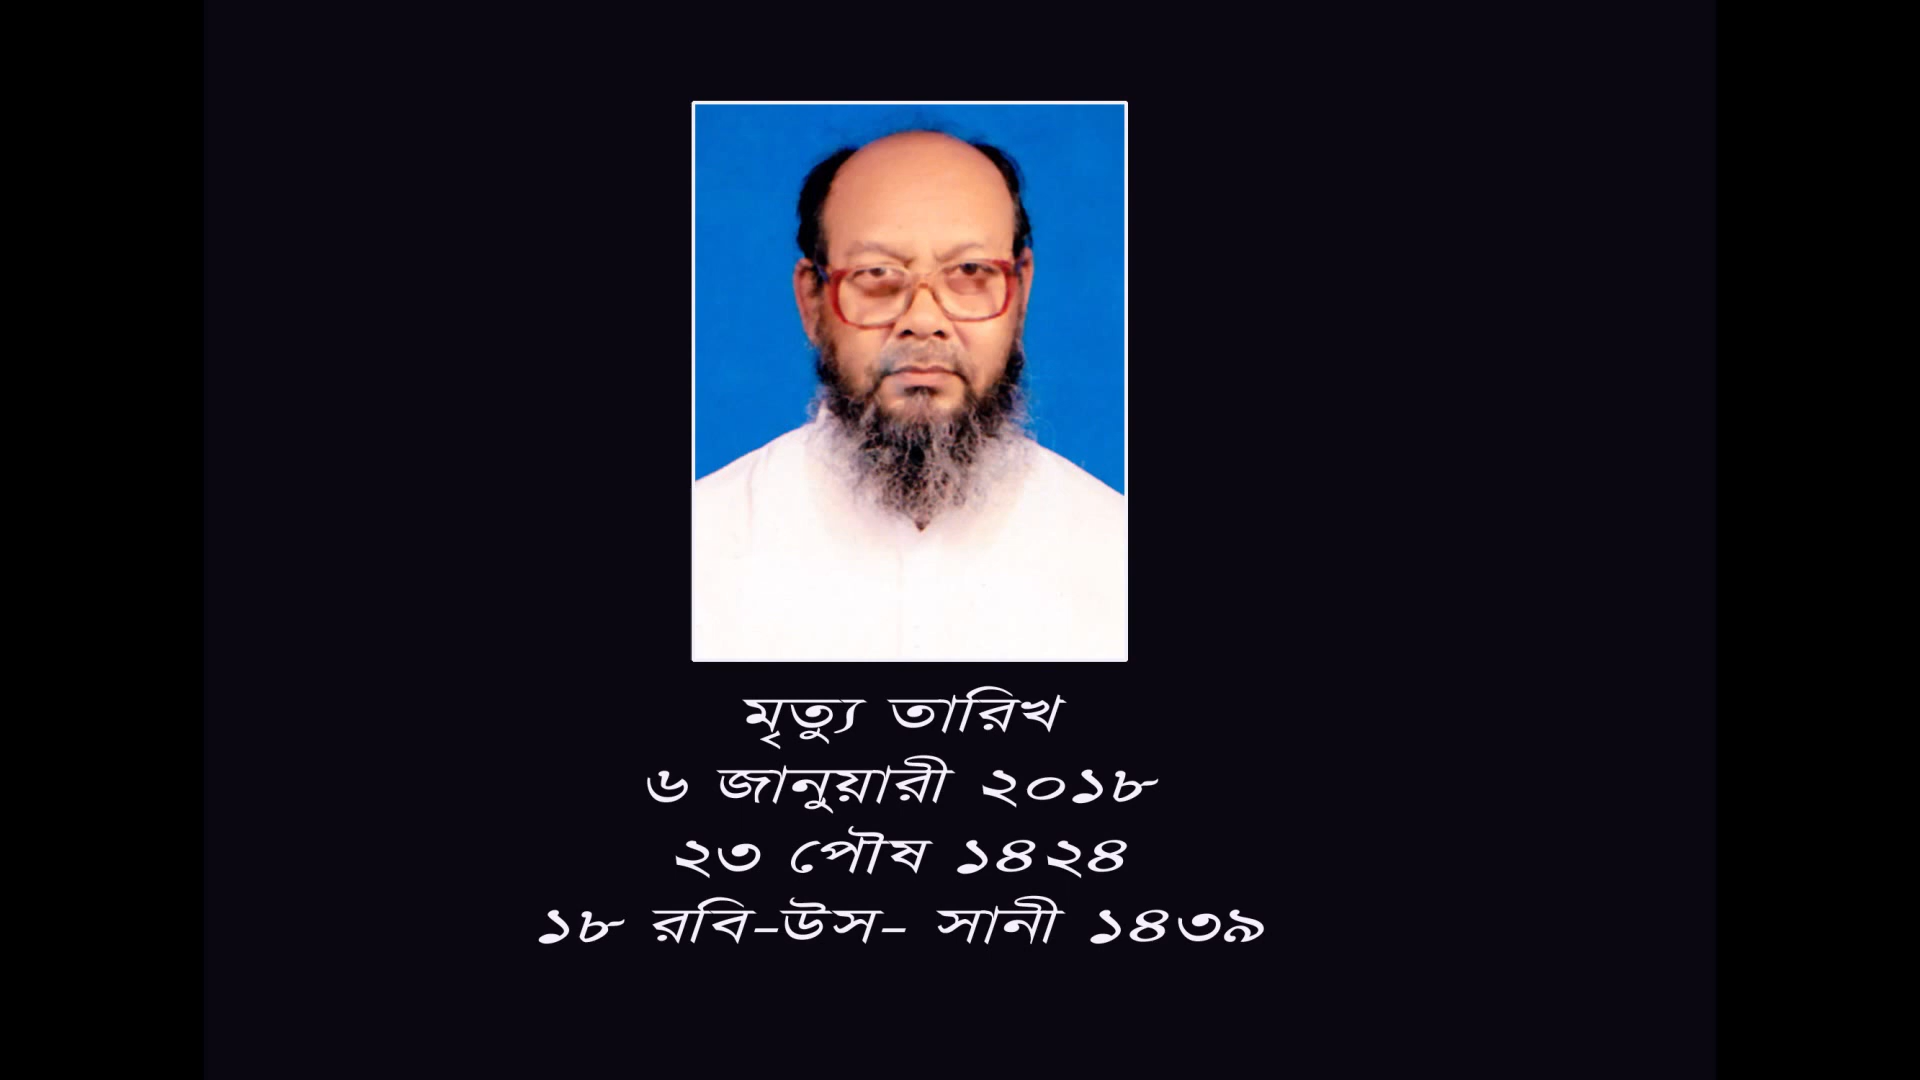 মৃত্যু তারিখ
৬ জানুয়ারী ২০১৮
২৩ পৌষ ১৪২৪
১৮ রবি-উস- সানী ১৪৩৯